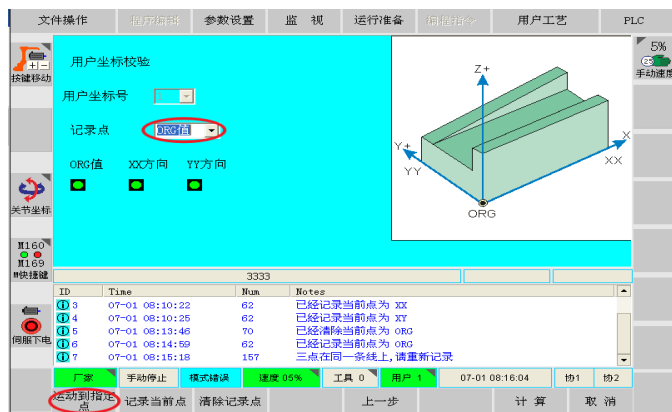 文件操作 程序编辑 参数设置 监 视 运行准备 编程指令 用户工艺 PLC
按键移动
关节坐标
M160
M169
M快捷键
伺服下电
用户坐标校验
用户坐标号
记录点 ORG值
ORG值 XX方向 YY方向
Z+
Y+
YY
X
XX
ORG
5%
手动速度
3333
ID Time Num Notes
3 07-01 08:10:22 62 已经记录当前点为 XX
4 07-01 08:10:25 62 已经记录当前点为 XY
5 07-01 08:13:46 70 已经清除当前点为 ORG
6 07-01 08:14:59 62 已经记录当前点为 ORG
7 07-01 08:15:18 157 三点在同一条线上,请重新记录
厂家 手动停止 模式错误 速度 05% 工具 0 用户 1 07-01 08:16:04 协1 协2
运动到指定点 记录当前点 清除记录点 上一步 计 算 取 消